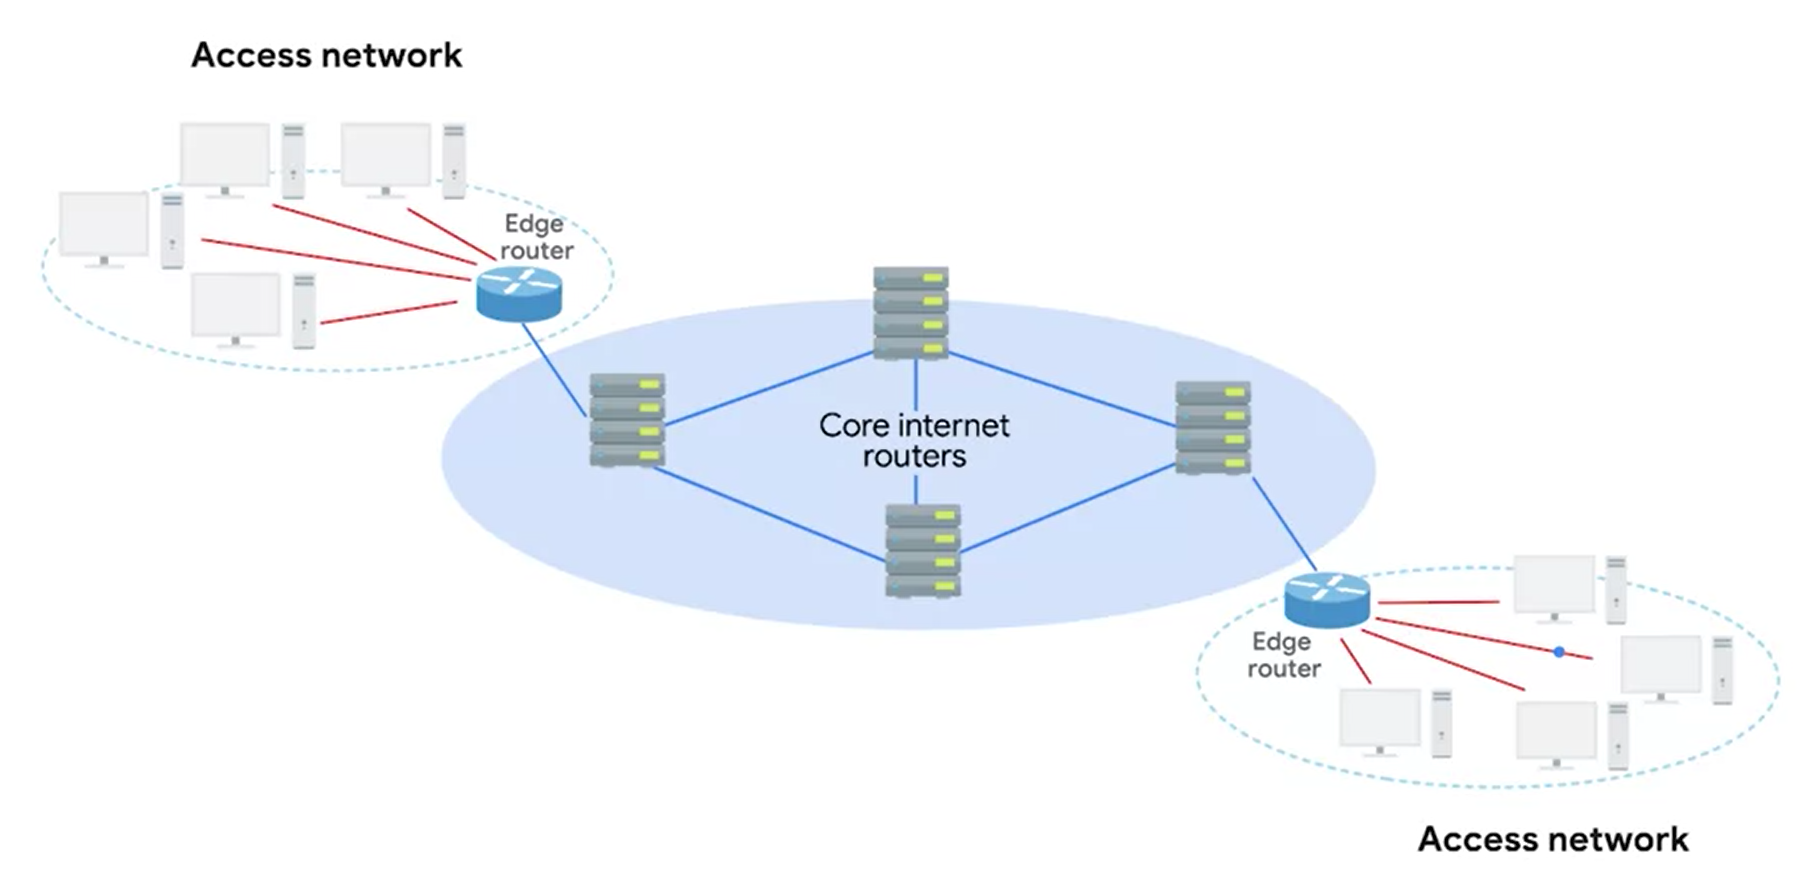 Access network
Edge
router
Core internet
routers
Edge
router
Access network